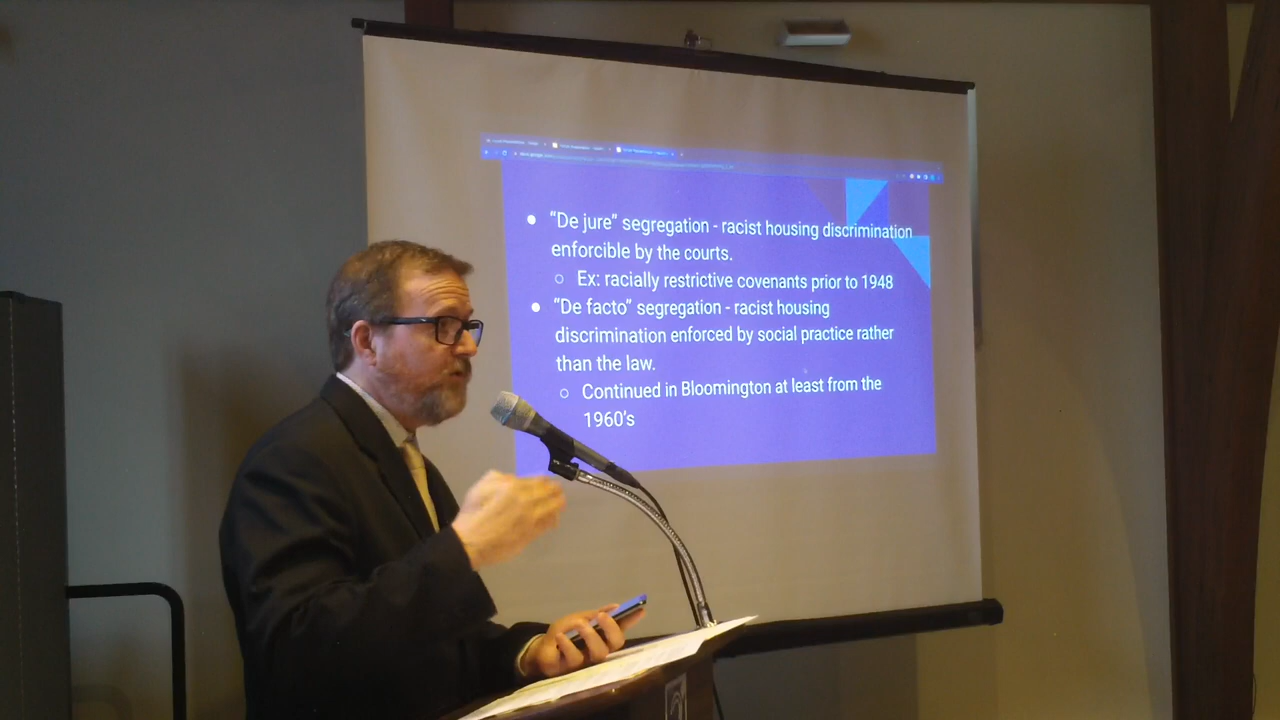 ● “De jure” segregation - racist housing discrimination
enforcible by the courts.
○ Ex: racially restrictive covenants prior to 1948
● “De facto” segregation - racist housing
discrimination enforced by social practice rather
than the law.
○ Continued in Bloomington at least from the
1960's